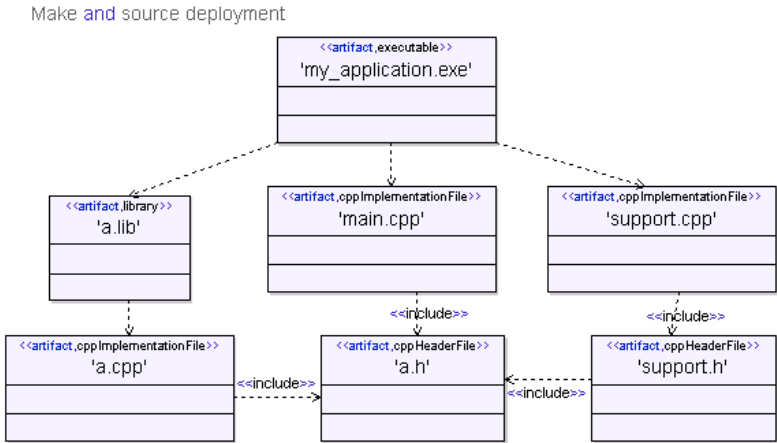 Make and source deployment
<<artifact,executable>>
'my_application.exe'
<<artifact,library>>
'a.lib'
<<artifact,cppImplementationFile>>
'main.cpp'
<<artifact,cppImplementationFile>>
'support.cpp'
<<include>>
<<include>>
<<artifact,cppImplementationFile>>
'a.cpp'
<<include>>
<<artifact,cppHeaderFile>>
'a.h'
<<include>>
<<artifact,cppHeaderFile>>
'support.h'